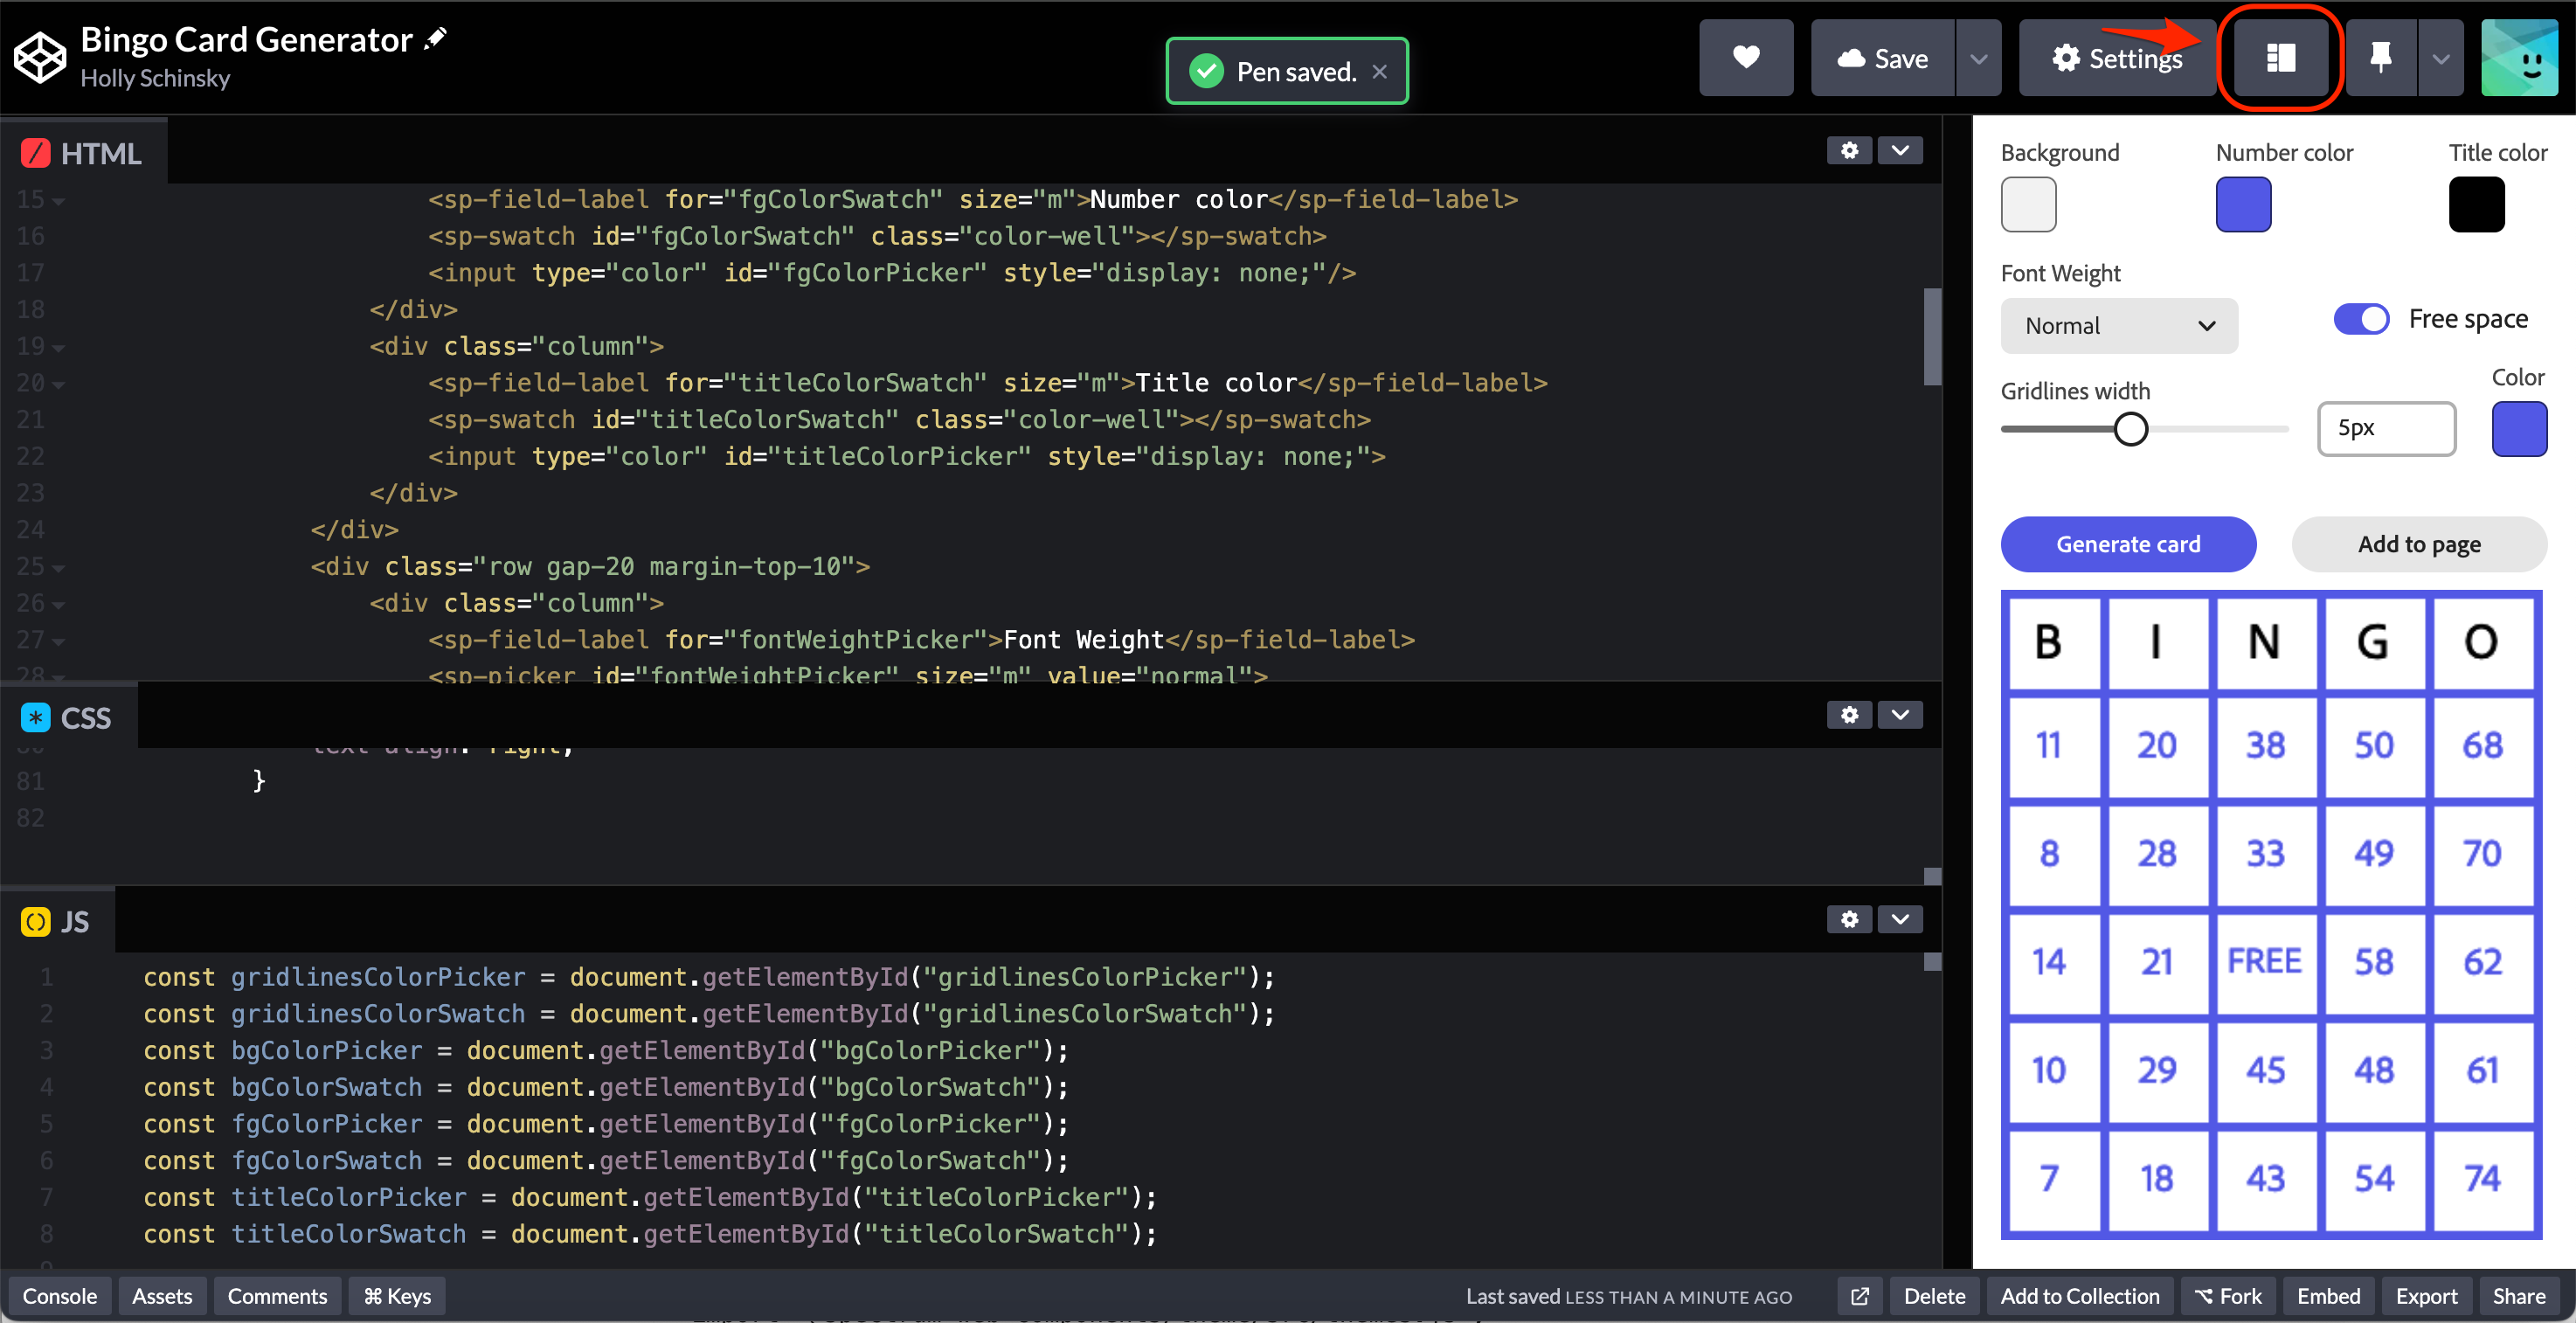 Bingo Card Generator
Holly Schinsky
Pen saved.
Save
Settings
HTML
15 <sp-field-label for="fgColorSwatch" size="m">Number color</sp-field-label>
16 <sp-swatch id="fgColorSwatch" class="color-well"></sp-swatch>
17 <input type="color" id="fgColorPicker" style="display: none;"/>
18 </div>
19 <div class="column">
20 <sp-field-label for="titleColorSwatch" size="m">Title color</sp-field-label>
21 <sp-swatch id="titleColorSwatch" class="color-well"></sp-swatch>
22 <input type="color" id="titleColorPicker" style="display: none;">
23 </div>
24 </div>
25 <div class="row gap-20 margin-top-10">
26 <div class="column">
27 <sp-field-label for="fontWeightPicker">Font Weight</sp-field-label>
28 <sp-picker id="fontWeightPicker" size="m" value="normal">
CSS
80 text-align: right;
81 }
82
JS
1 const gridlinesColorPicker = document.getElementById("gridlinesColorPicker");
2 const gridlinesColorSwatch = document.getElementById("gridlinesColorSwatch");
3 const bgColorPicker = document.getElementById("bgColorPicker");
4 const bgColorSwatch = document.getElementById("bgColorSwatch");
5 const fgColorPicker = document.getElementById("fgColorPicker");
6 const fgColorSwatch = document.getElementById("fgColorSwatch");
7 const titleColorPicker = document.getElementById("titleColorPicker");
8 const titleColorSwatch = document.getElementById("titleColorSwatch");
9
Background Number color Title color
Font Weight
Normal
Free space
Gridlines width
5px
Color
Generate card
Add to page
B I N G O
11 20 38 50 68
8 28 33 49 70
14 21 FREE 58 62
10 29 45 48 61
7 18 43 54 74
Console Assets Comments ⌘ Keys
Last saved LESS THAN A MINUTE AGO
Delete Add to Collection Fork Embed Export Share